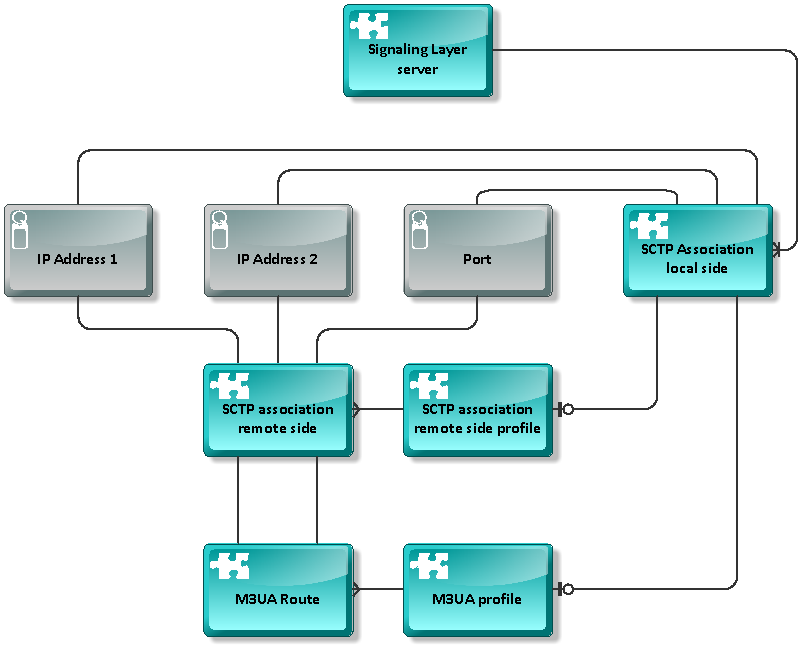 Signaling Layer
server
IP Address 1
IP Address 2
Port
SCTP Association
local side
SCTP association
remote side
SCTP association
remote side profile
M3UA Route
M3UA profile